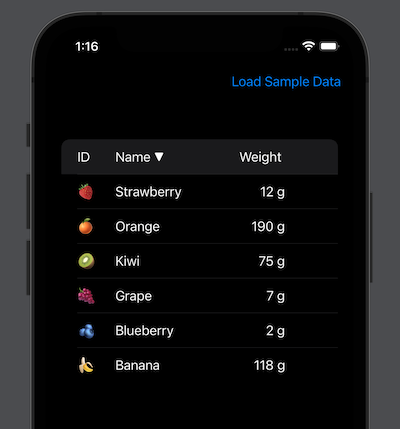 1:16
Load Sample Data
ID Name ▼ Weight
🍓 Strawberry 12 g
🍊 Orange 190 g
🥝 Kiwi 75 g
🍇 Grape 7 g
🫐 Blueberry 2 g
🍌 Banana 118 g